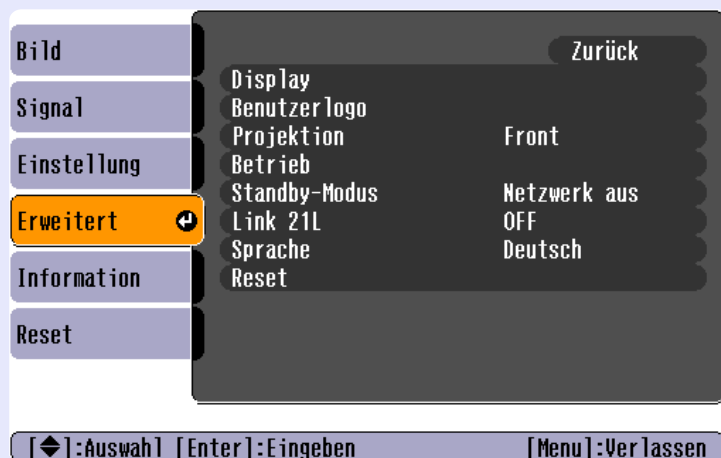 Bild
Signal
Einstellung
Erweitert
Information
Reset
Zurück
Display
Benutzerlogo
Projektion Front
Betrieb
Standby-Modus Netzwerk aus
Link 21L OFF
Sprache Deutsch
Reset
[◆]:Auswahl [Enter]:Eingeben [Menu]:Verlassen